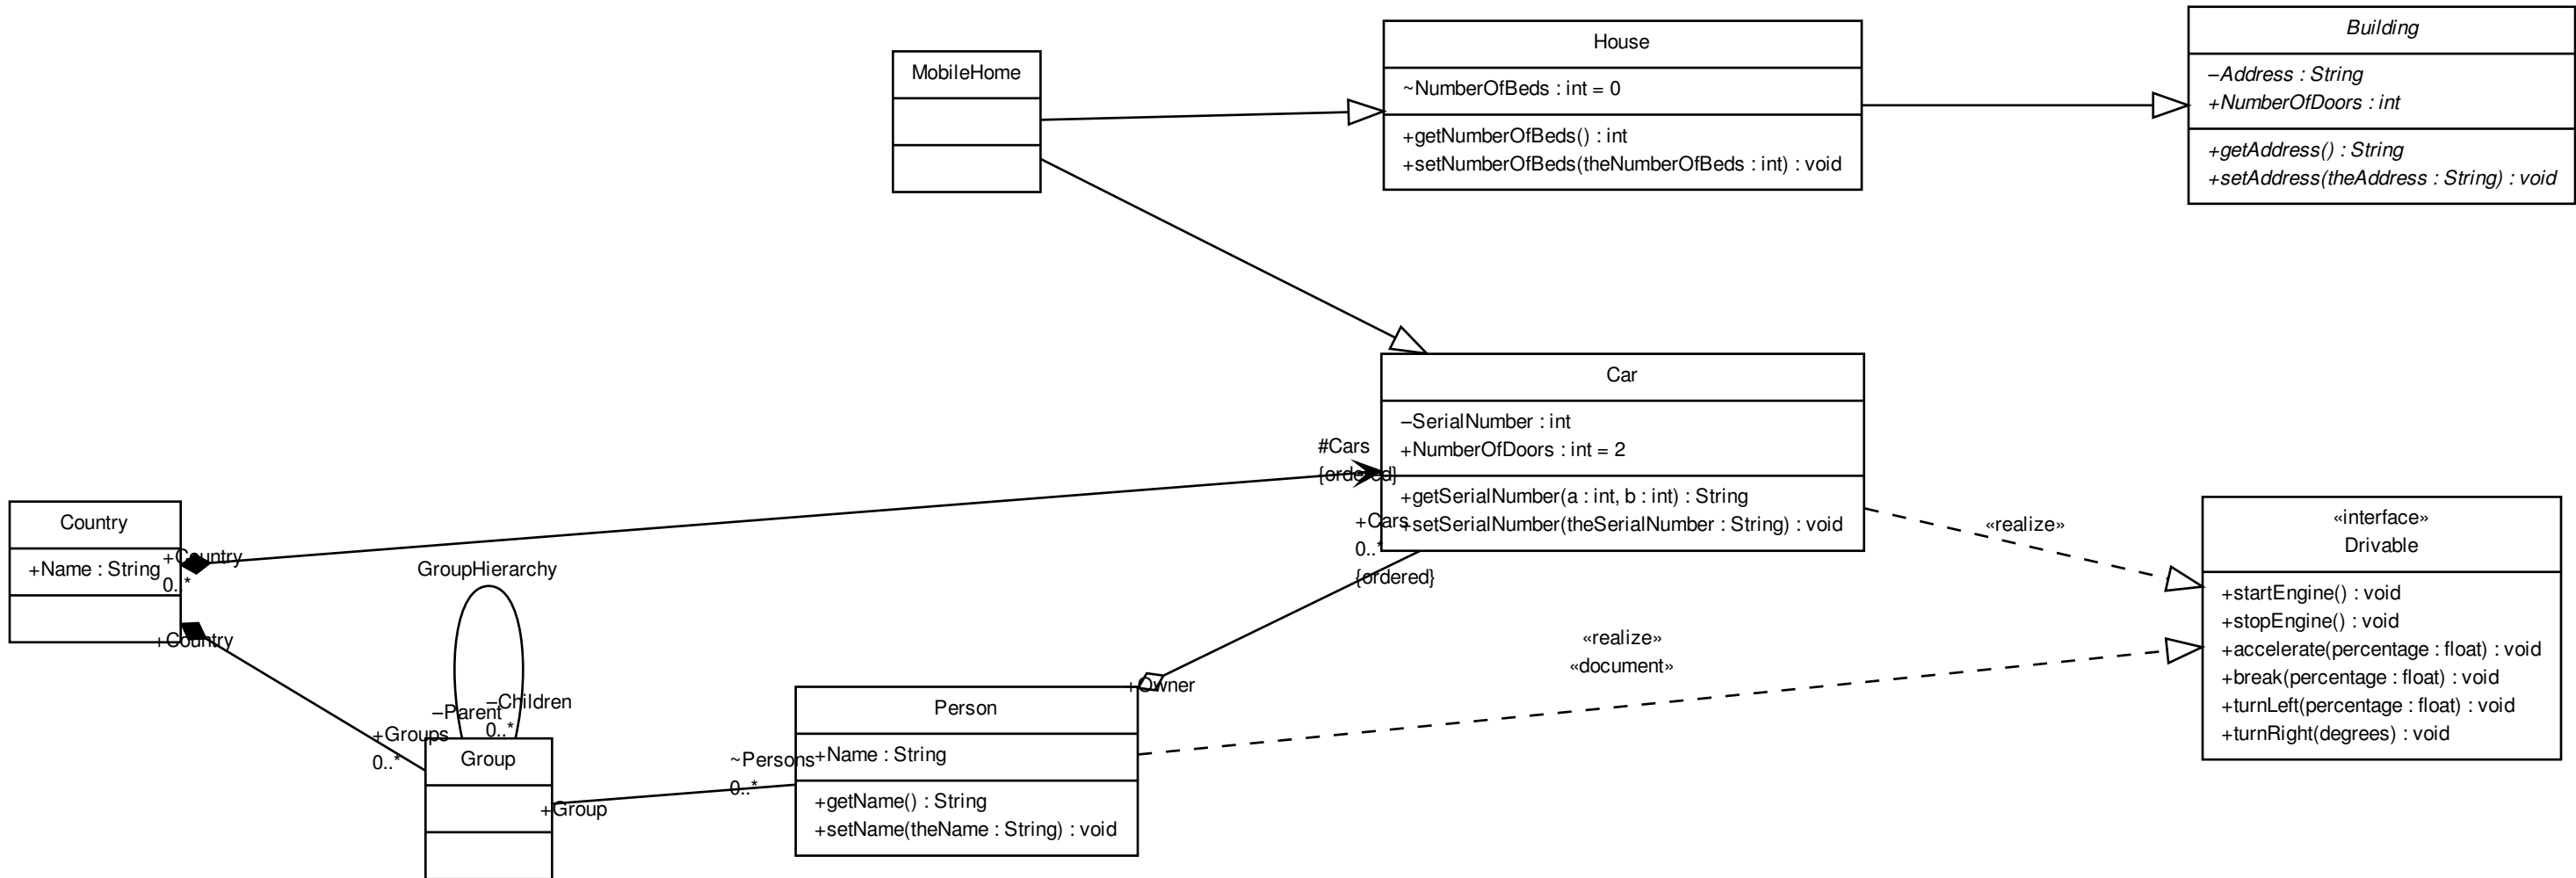 MobileHome
House
~NumberOfBeds : int = 0
+getNumberOfBeds() : int
+setNumberOfBeds(theNumberOfBeds : int) : void
Building
–Address : String
+NumberOfDoors : int
+getAddress() : String
+setAddress(theAddress : String) : void
Car
–SerialNumber : int
+NumberOfDoors : int = 2
+getSerialNumber(a : int, b : int) : String
+setSerialNumber(theSerialNumber : String) : void
#Cars
{ordered}
+Cars
0..*
{ordered}
Country
+Name : String
+Country
0..*
+Country
GroupHierarchy
–Parent
–Children
0..*
+Groups
0..*
Group
+Group
~Persons
0..*
Person
+Name : String
+getName() : String
+setName(theName : String) : void
+Owner
«realize»
«realize»
«document»
«interface»
Drivable
+startEngine() : void
+stopEngine() : void
+accelerate(percentage : float) : void
+break(percentage : float) : void
+turnLeft(percentage : float) : void
+turnRight(degrees) : void